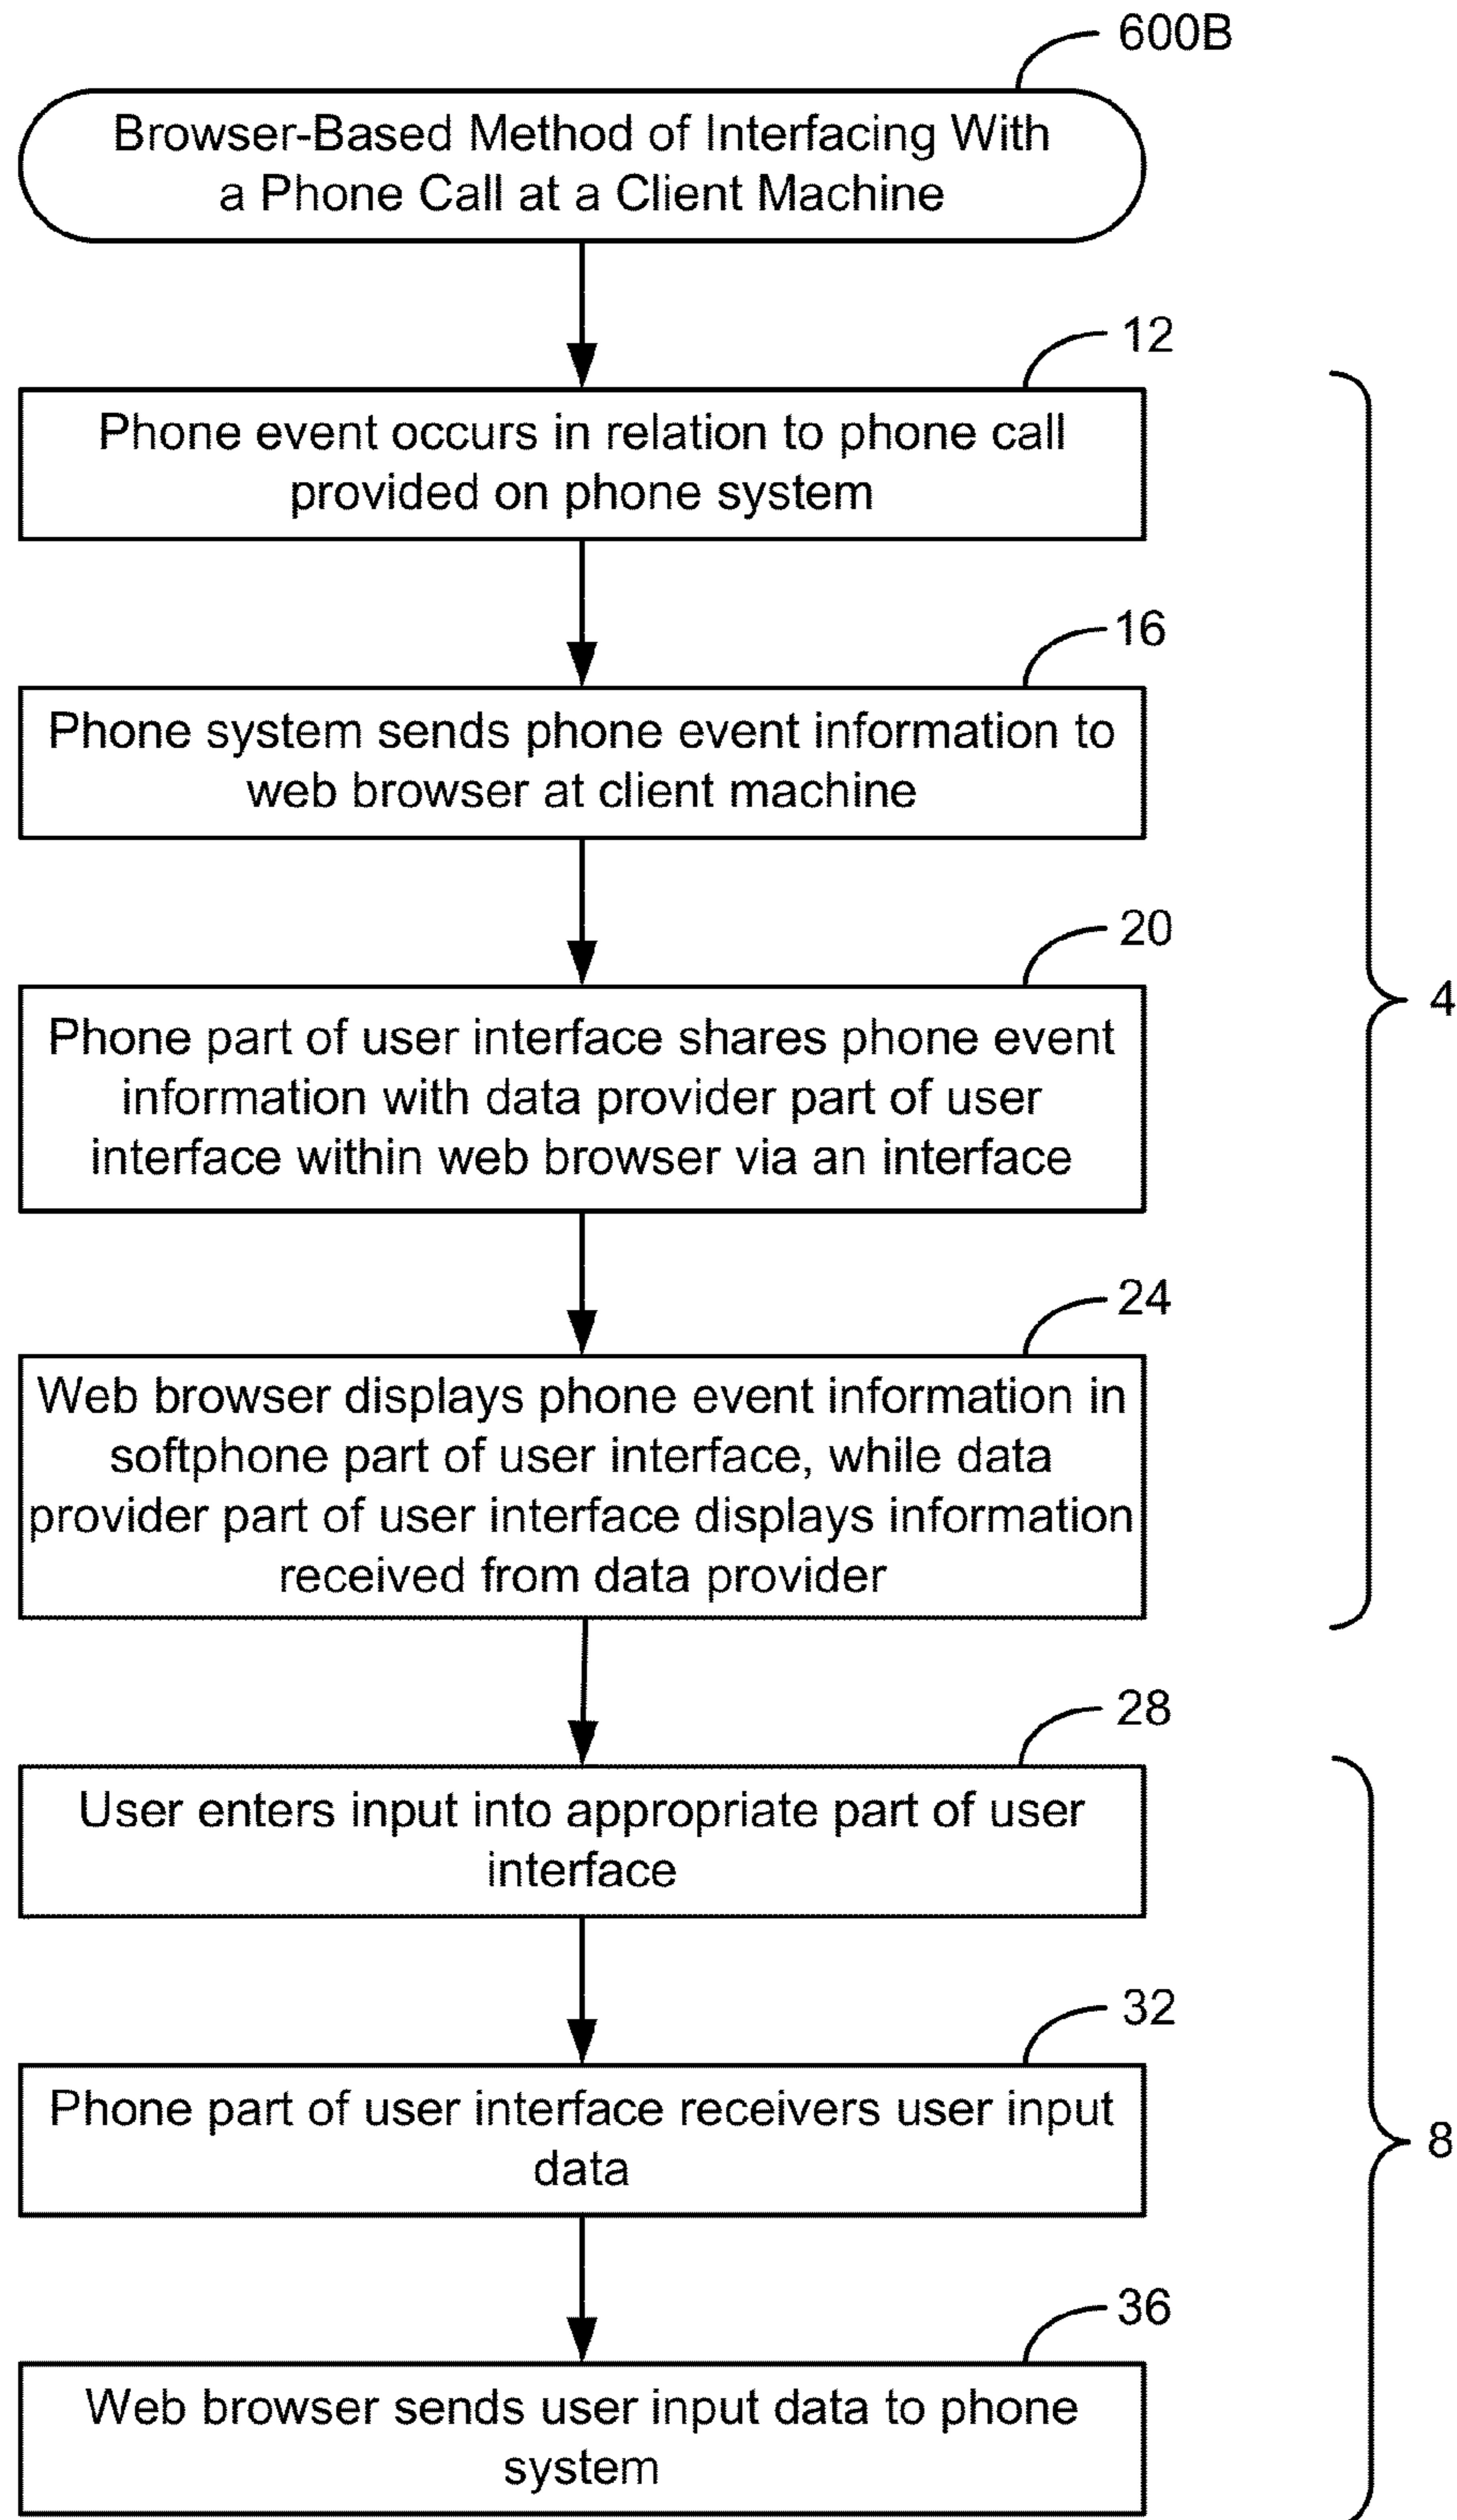 600B
Browser-Based Method of Interfacing With
a Phone Call at a Client Machine
12
Phone event occurs in relation to phone call
provided on phone system
16
Phone system sends phone event information to
web browser at client machine
20
Phone part of user interface shares phone event
information with data provider part of user
interface within web browser via an interface
4
24
Web browser displays phone event information in
softphone part of user interface, while data
provider part of user interface displays information
received from data provider
28
User enters input into appropriate part of user
interface
32
Phone part of user interface receivers user input
data
8
36
Web browser sends user input data to phone
system